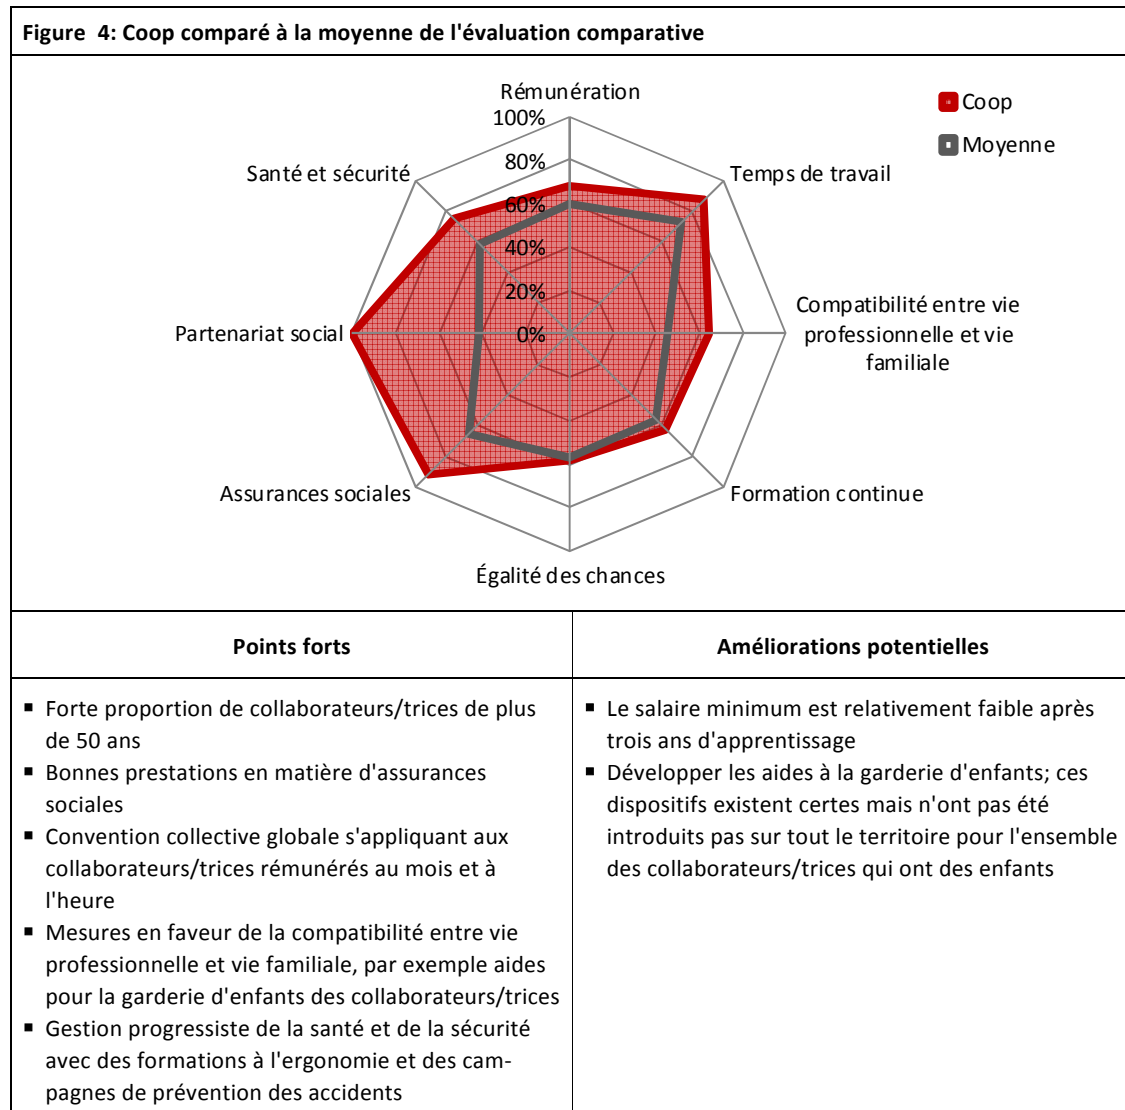 Figure  4: Coop comparé à la moyenne de l'évaluation comparative
Rémunération
100%
80%
60%
40%
20%
0%
Coop
Moyenne
Santé et sécurité
Temps de travail
Partenariat social
Compatibilité entre vie
professionnelle et vie
familiale
Assurances sociales
Formation continue
Égalité des chances
Points forts
▪ Forte proportion de collaborateurs/trices de plus
de 50 ans
▪ Bonnes prestations en matière d'assurances
sociales
▪ Convention collective globale s'appliquant aux
collaborateurs/trices rémunérés au mois et à
l'heure
▪ Mesures en faveur de la compatibilité entre vie
professionnelle et vie familiale, par exemple aides
pour la garderie d'enfants des collaborateurs/trices
▪ Gestion progressiste de la santé et de la sécurité
avec des formations à l'ergonomie et des cam-
pagnes de prévention des accidents
Améliorations potentielles
▪ Le salaire minimum est relativement faible après
trois ans d'apprentissage
▪ Développer les aides à la garderie d'enfants; ces
dispositifs existent certes mais n'ont pas été
introduits pas sur tout le territoire pour l'ensemble
des collaborateurs/trices qui ont des enfants